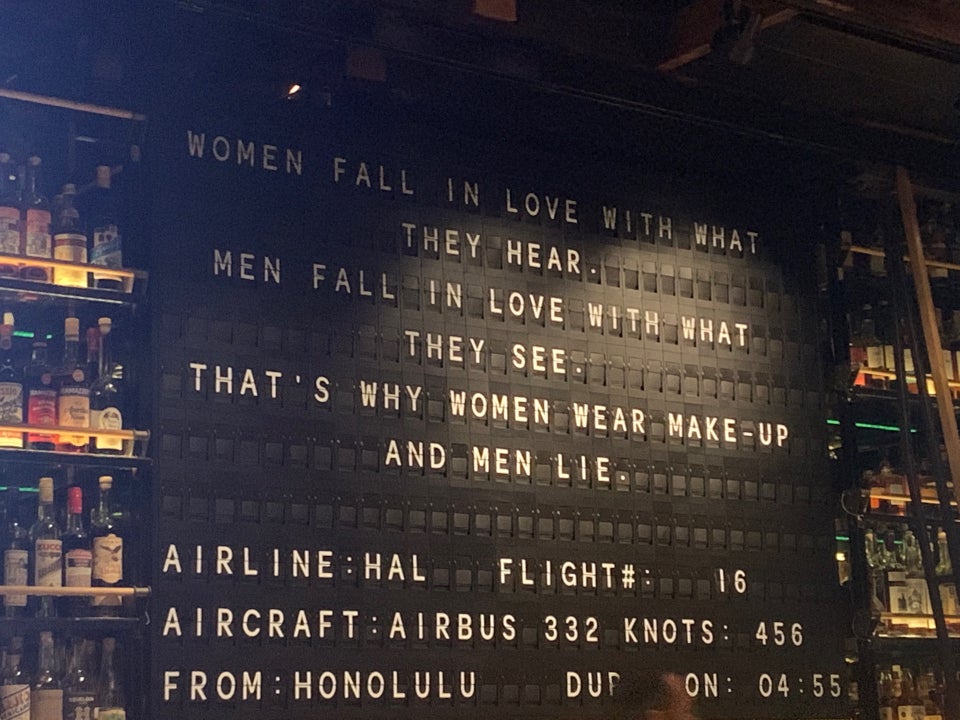 WOMEN FALL IN LOVE WITH WHAT
THEY HEAR.
MEN FALL IN LOVE WITH WHAT
THEY SEE.
THAT'S WHY WOMEN WEAR MAKE-UP
AND MEN LIE.
AIRLINE:HAL FLIGHT#: 16
AIRCRAFT:AIRBUS 332 KNOTS: 456
FROM:HONOLULU ON: 04:55